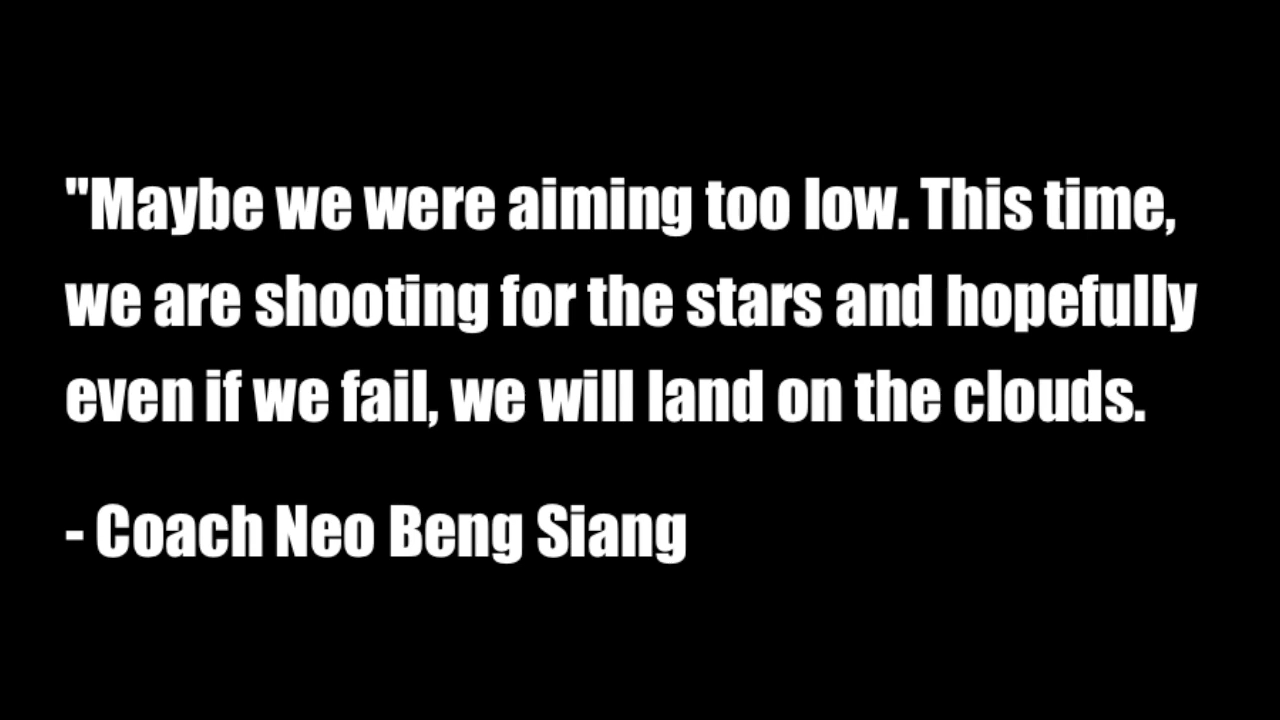 "Maybe we were aiming too low. This time,
we are shooting for the stars and hopefully
even if we fail, we will land on the clouds.
- Coach Neo Beng Siang